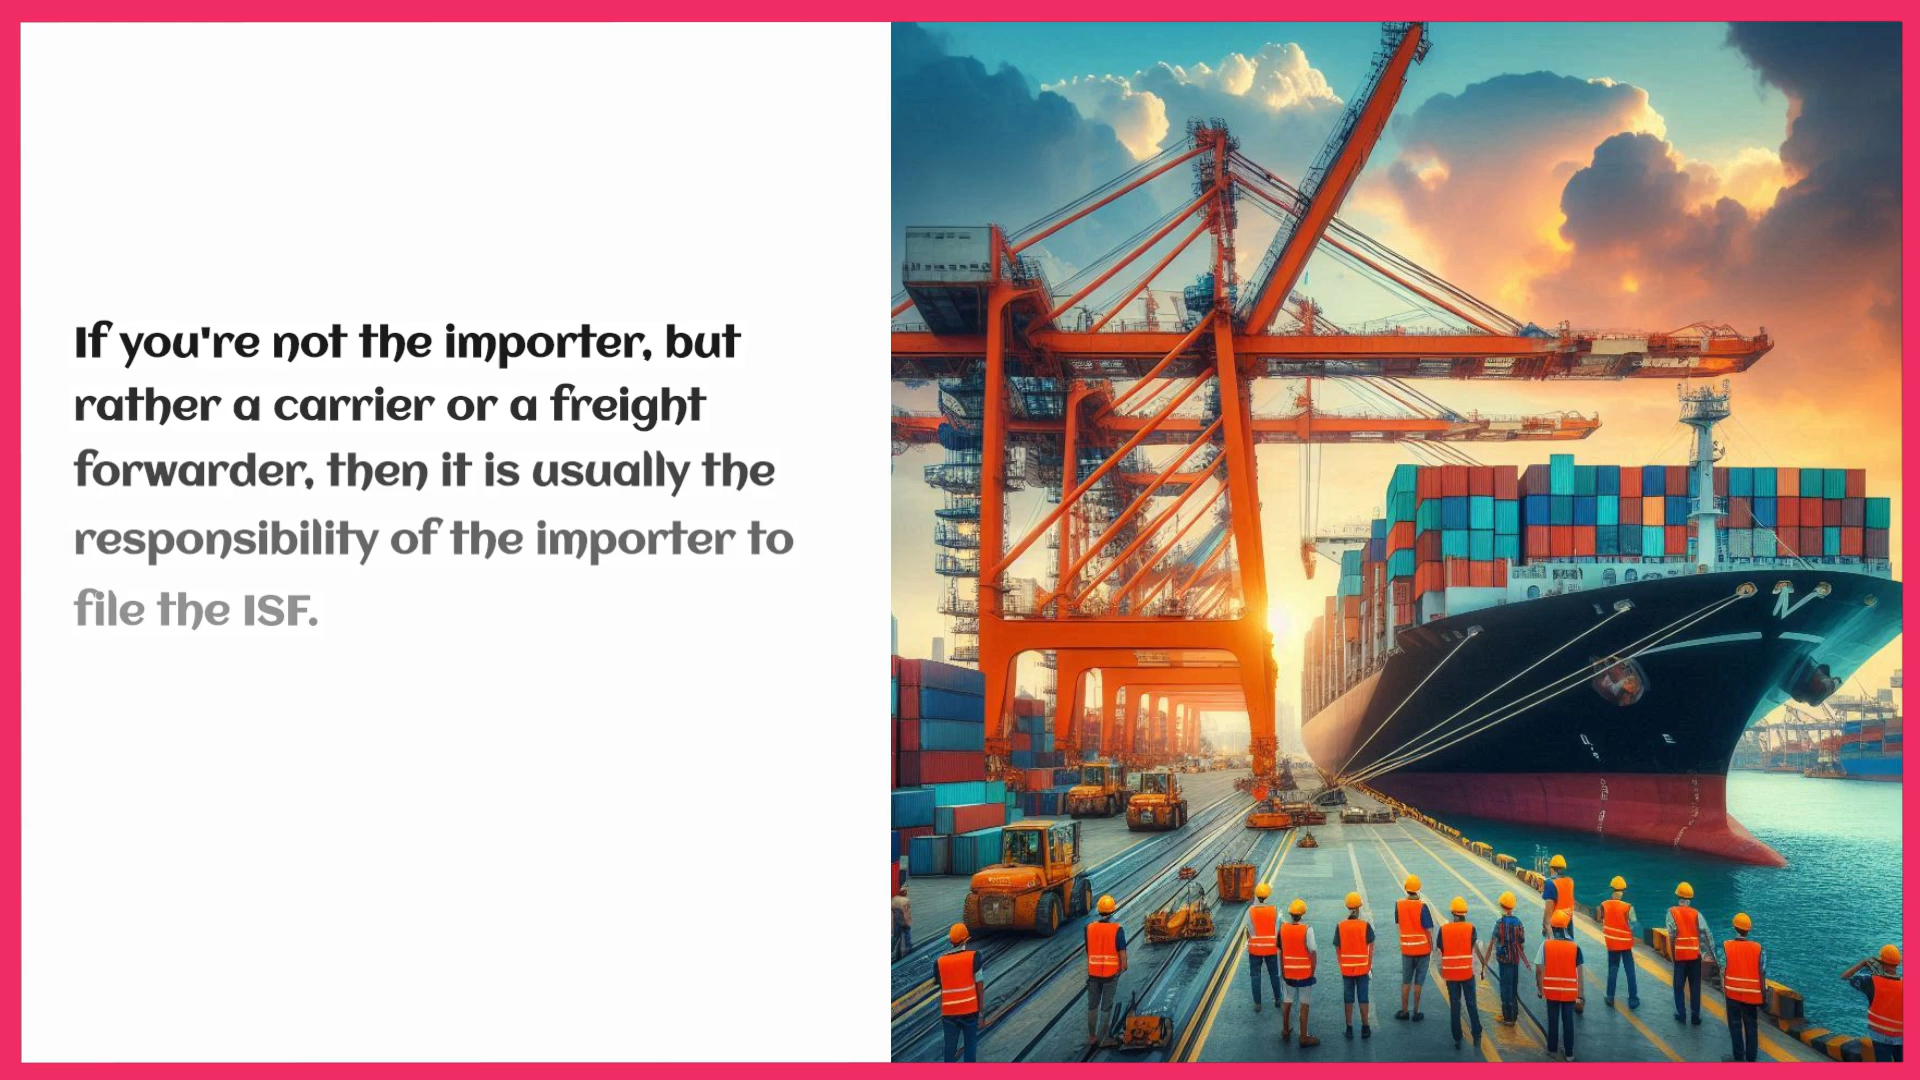 If you're not the importer, but
rather a carrier or a freight
forwarder, then it is usually the
responsibility of the importer to
file the ISF.